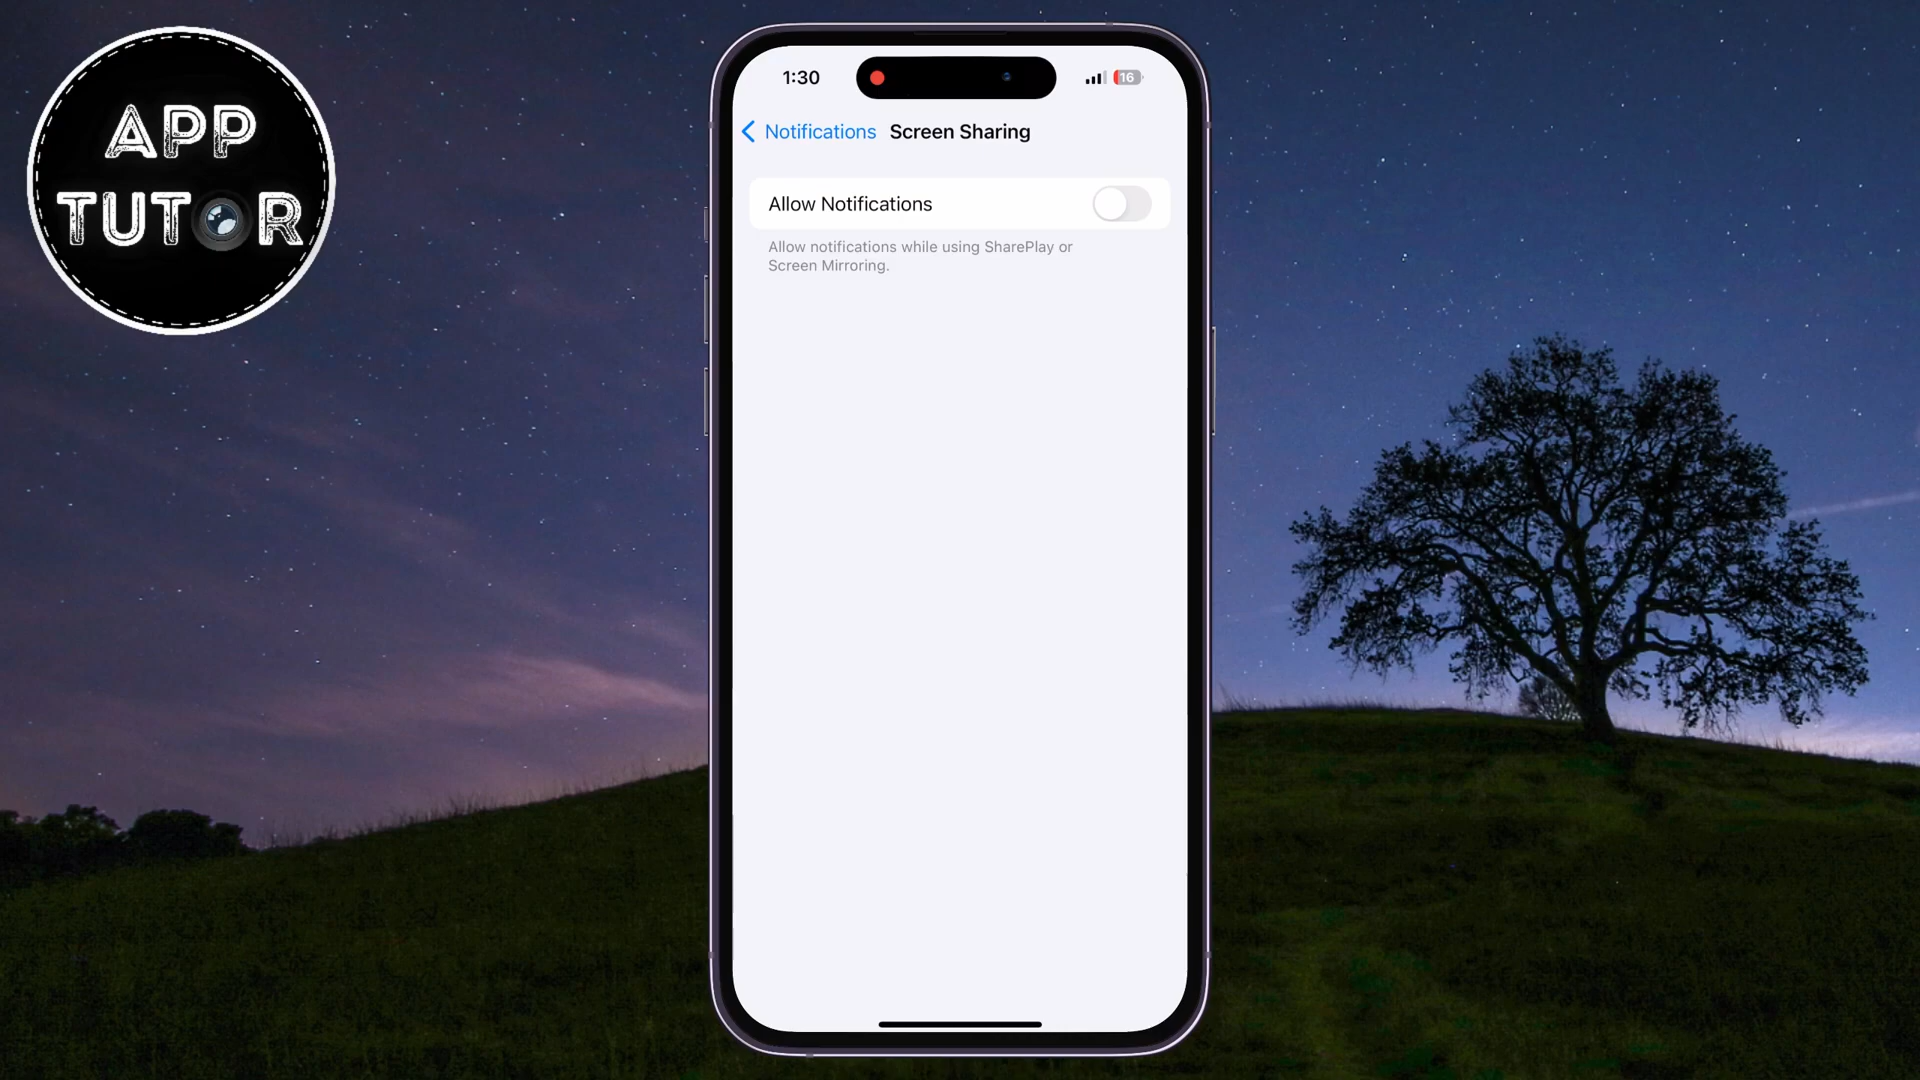 APP
TUTOR
1:30
16
Notifications
Screen Sharing
Allow Notifications
Allow notifications while using SharePlay or
Screen Mirroring.